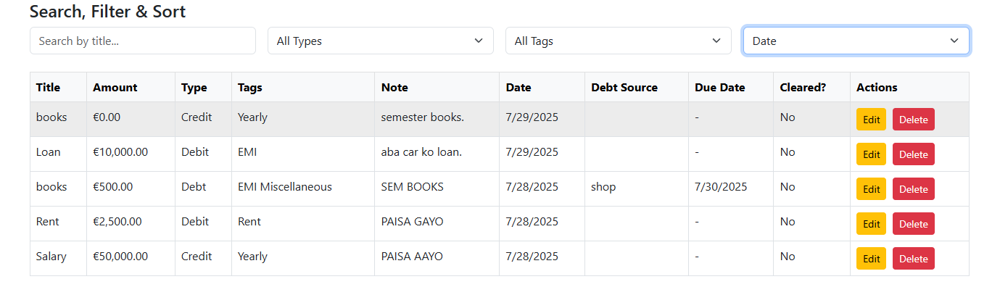 Search, Filter & Sort
Search by title... All Types All Tags Date
Title Amount Type Tags Note Date Debt Source Due Date Cleared? Actions
books €0.00 Credit Yearly semester books. 7/29/2025 - No Edit Delete
Loan €10,000.00 Debit EMI aba car ko loan. 7/29/2025 - No Edit Delete
books €500.00 Debt EMI Miscellaneous SEM BOOKS 7/28/2025 shop 7/30/2025 No Edit Delete
Rent €2,500.00 Debit Rent PAISA GAYO 7/28/2025 - No Edit Delete
Salary €50,000.00 Credit Yearly PAISA AAYO 7/28/2025 - No Edit Delete